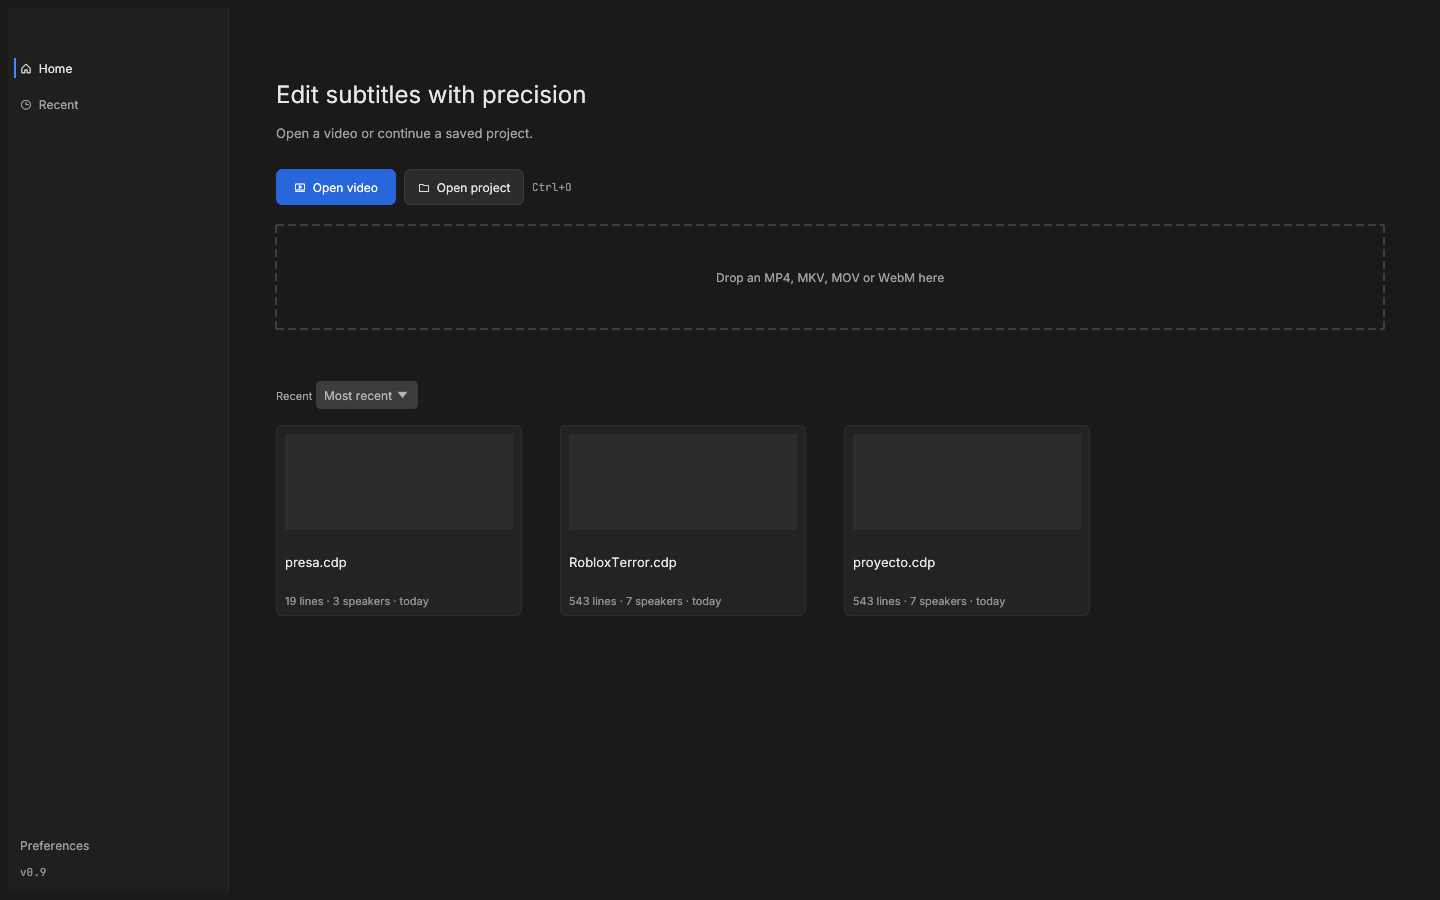 Home
Recent
Edit subtitles with precision
Open a video or continue a saved project.
Open video
Open project
Ctrl+O
Drop an MP4, MKV, MOV or WebM here
Recent
Most recent
presa.cdp
19 lines · 3 speakers · today
RobloxTerror.cdp
543 lines · 7 speakers · today
proyecto.cdp
543 lines · 7 speakers · today
Preferences
v0.9